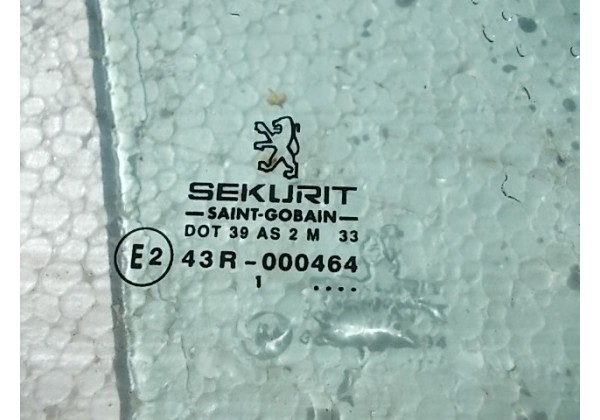 SEKURIT
SAINT-GOBAIN
DOT 39 AS 2 M 33
E2 43R-000464
1 ....